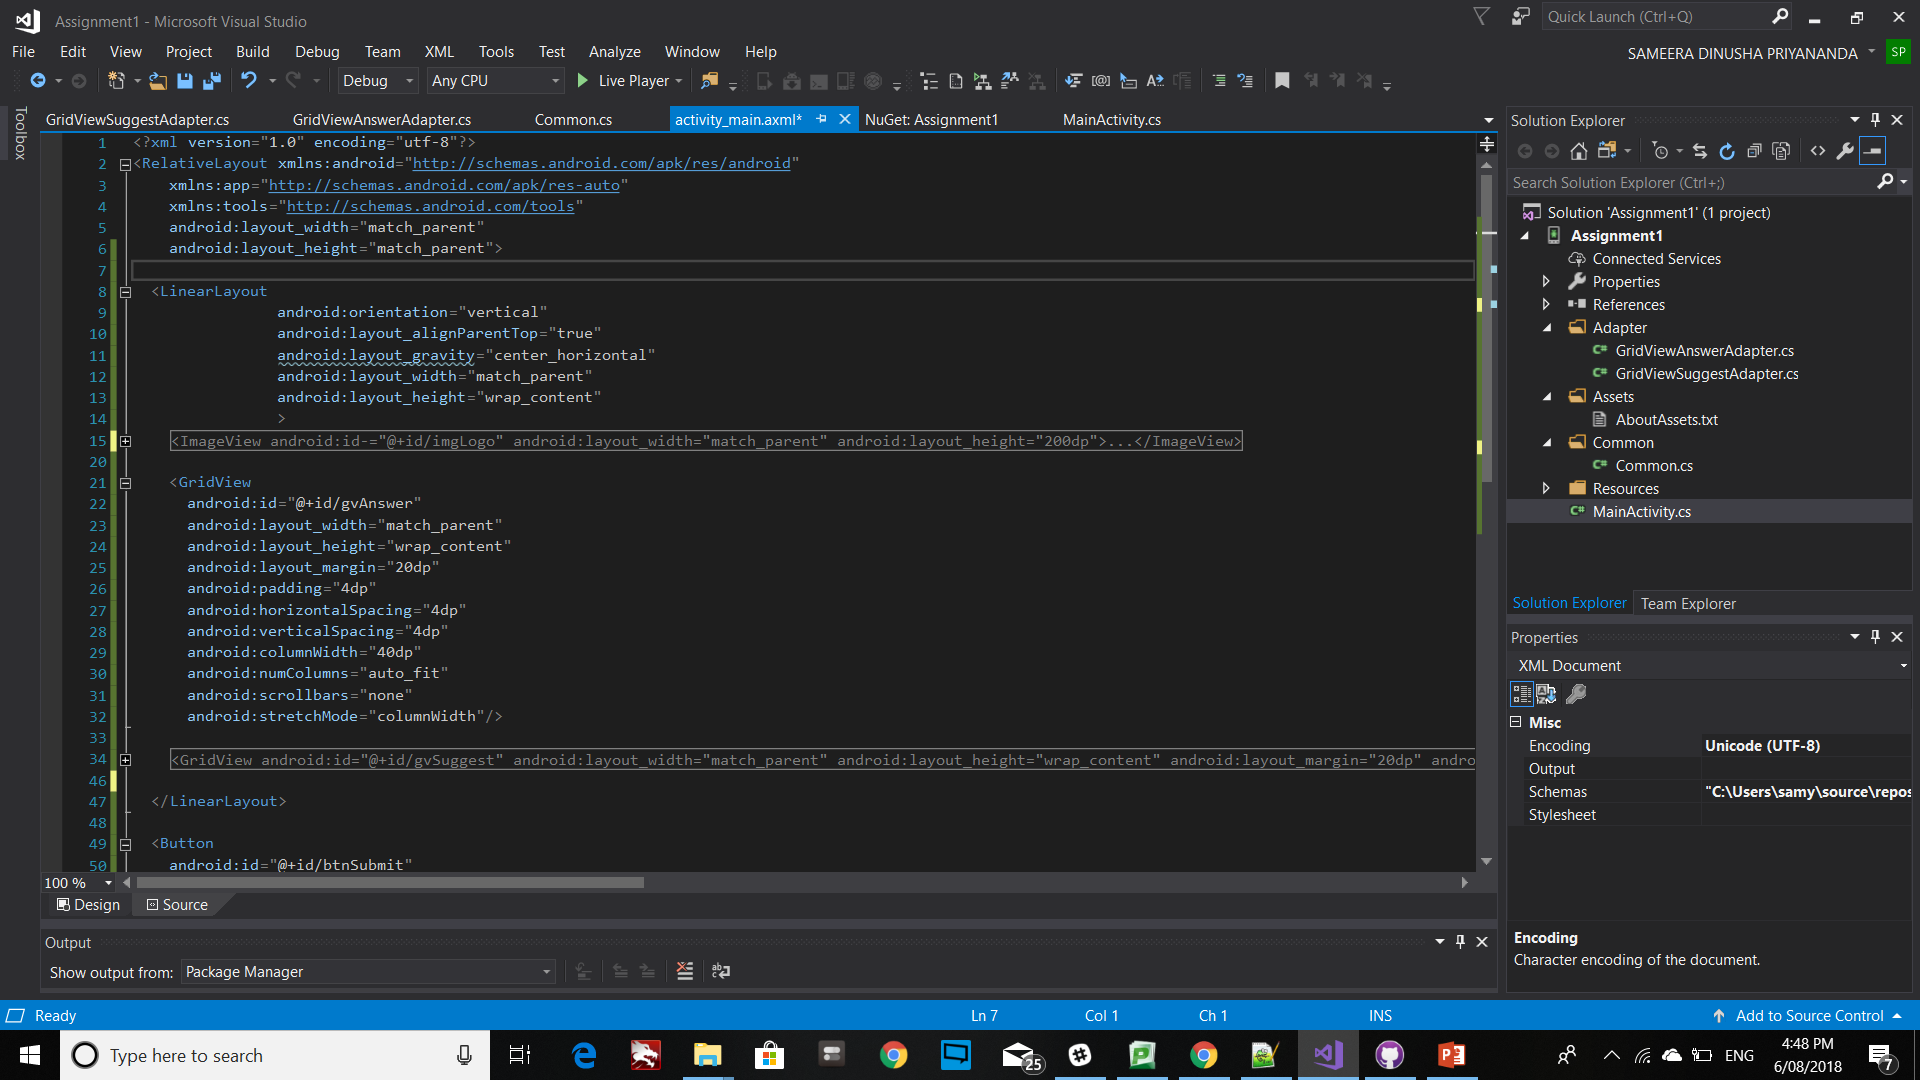 Assignment1 - Microsoft Visual Studio
Quick Launch (Ctrl+Q)
File Edit View Project Build Debug Team XML Tools Test Analyze Window Help
SAMEERA DINUSHA PRIYANANDA
SP
Debug
Any CPU
Live Player
Toolbox
GridViewSuggestAdapter.cs
GridViewAnswerAdapter.cs
Common.cs
activity_main.axml*
NuGet: Assignment1
MainActivity.cs
1 <?xml version="1.0" encoding="utf-8"?>
2 <RelativeLayout xmlns:android="http://schemas.android.com/apk/res/android"
3 xmlns:app="http://schemas.android.com/apk/res-auto"
4 xmlns:tools="http://schemas.android.com/tools"
5 android:layout_width="match_parent"
6 android:layout_height="match_parent">
7
8 <LinearLayout
9 android:orientation="vertical"
10 android:layout_alignParentTop="true"
11 android:layout_gravity="center_horizontal"
12 android:layout_width="match_parent"
13 android:layout_height="wrap_content"
14 >
15 <ImageView android:id-="@+id/imgLogo" android:layout_width="match_parent" android:layout_height="200dp">...</ImageView>
20
21 <GridView
22 android:id="@+id/gvAnswer"
23 android:layout_width="match_parent"
24 android:layout_height="wrap_content"
25 android:layout_margin="20dp"
26 android:padding="4dp"
27 android:horizontalSpacing="4dp"
28 android:verticalSpacing="4dp"
29 android:columnWidth="40dp"
30 android:numColumns="auto_fit"
31 android:scrollbars="none"
32 android:stretchMode="columnWidth"/>
33
34 <GridView android:id="@+id/gvSuggest" android:layout_width="match_parent" android:layout_height="wrap_content" android:layout_margin="20dp" andro
46
47 </LinearLayout>
48
49 <Button
50 android:id="@+id/btnSubmit"
100 %
Design
Source
Output
Show output from: Package Manager
Solution Explorer
Search Solution Explorer (Ctrl+;)
Solution 'Assignment1' (1 project)
Assignment1
Connected Services
Properties
References
Adapter
C# GridViewAnswerAdapter.cs
C# GridViewSuggestAdapter.cs
Assets
AboutAssets.txt
Common
C# Common.cs
Resources
C# MainActivity.cs
Solution Explorer
Team Explorer
Properties
XML Document
Misc
Encoding Unicode (UTF-8)
Output
Schemas "C:\Users\samy\source\repos
Stylesheet
Encoding
Character encoding of the document.
Ready
Ln 7
Col 1
Ch 1
INS
Add to Source Control
Type here to search
25
ENG
4:48 PM
6/08/2018
7